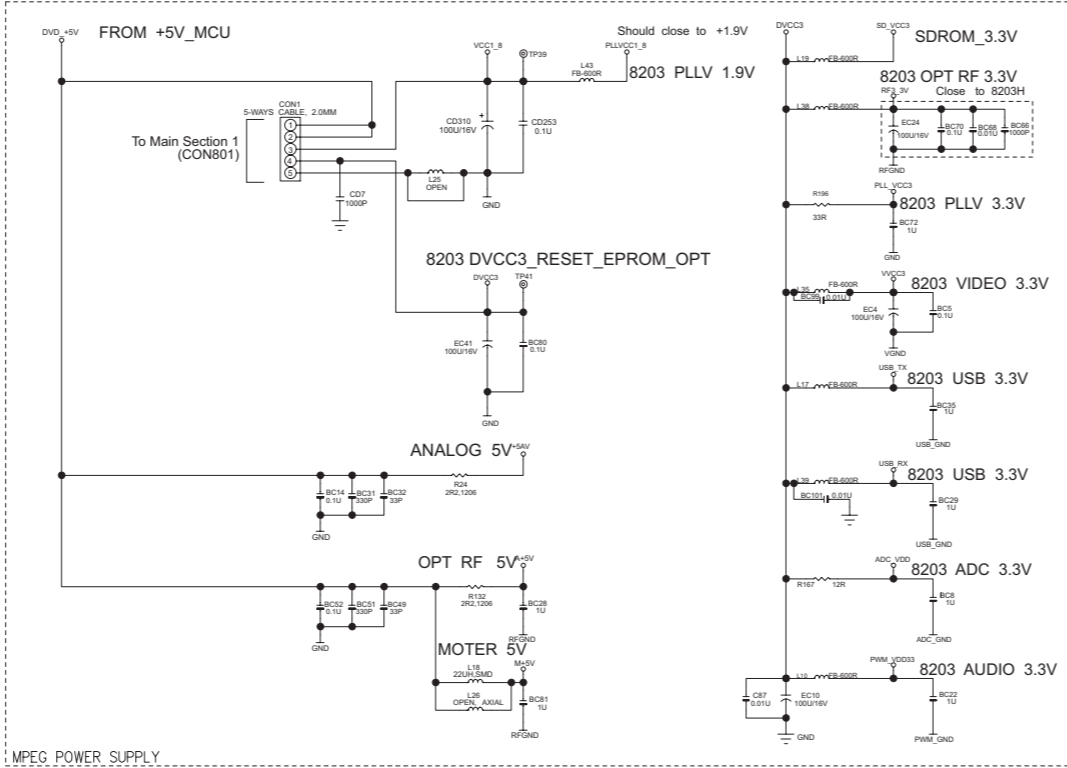 DVD_+5V
FROM +5V_MCU
CON1
5-WAYS CABLE, 2.0MM
1
2
3
4
5
To Main Section 1
(CON801)
CD7
1000P
L25
OPEN
VCC1_8
TP39
Should close to +1.9V
PLLVCC1_8
L43
FB-600R
8203 PLLV 1.9V
+
CD310
100U/16V
CD253
0.1U
GND
8203 DVCC3_RESET_EPROM_OPT
DVCC3
TP41
EC41
100U/16V
BC80
0.1U
GND
ANALOG 5V
+5AV
R24
2R2,1206
BC14
0.1U
BC31
330P
BC32
33P
GND
OPT RF 5V
A+5V
R132
2R2,1206
BC52
0.1U
BC51
330P
BC49
33P
GND
BC28
1U
RFGND
MOTER 5V
M+5V
L18
22UH,SMD
L26
OPEN, AXIAL
BC81
1U
RFGND
DVCC3
SD_VCC3
SDROM_3.3V
L19
FB-600R
8203 OPT RF 3.3V
RF3_3V
Close to 8203H
L38
FB-600R
EC24
100U/16V
BC70
0.1U
BC68
0.01U
BC66
1000P
RFGND
PLL_VCC3
R196
33R
8203 PLLV 3.3V
BC72
1U
GND
VVCC3
8203 VIDEO 3.3V
L35
FB-600R
BC99
0.01U
EC4
100U/16V
BC5
0.1U
VGND
USB_TX
8203 USB 3.3V
L17
FB-600R
BC35
1U
USB_GND
USB_RX
8203 USB 3.3V
L39
FB-600R
BC101
0.01U
BC29
1U
USB_GND
ADC_VDD
8203 ADC 3.3V
R167
12R
BC8
1U
ADC_GND
PWM_VDD33
8203 AUDIO 3.3V
L10
FB-600R
C87
0.01U
EC10
100U/16V
BC22
1U
GND
PWM_GND
MPEG POWER SUPPLY